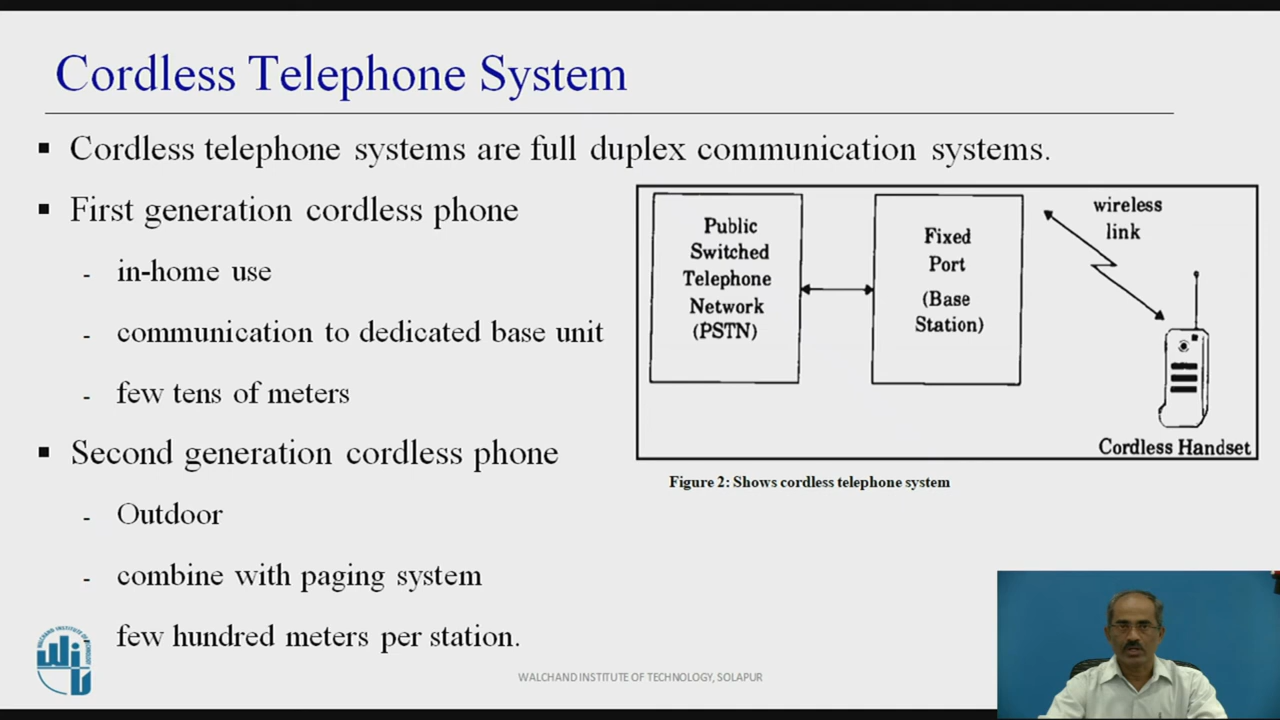 Cordless Telephone System
▪ Cordless telephone systems are full duplex communication systems.
▪ First generation cordless phone
- in-home use
- communication to dedicated base unit
- few tens of meters
▪ Second generation cordless phone
- Outdoor
- combine with paging system
few hundred meters per station.
Public
Switched
Telephone
Network
(PSTN)
Fixed
Port
(Base
Station)
wireless
link
Cordless Handset
Figure 2: Shows cordless telephone system
WALCHAND INSTITUTE OF TECHNOLOGY, SOLAPUR